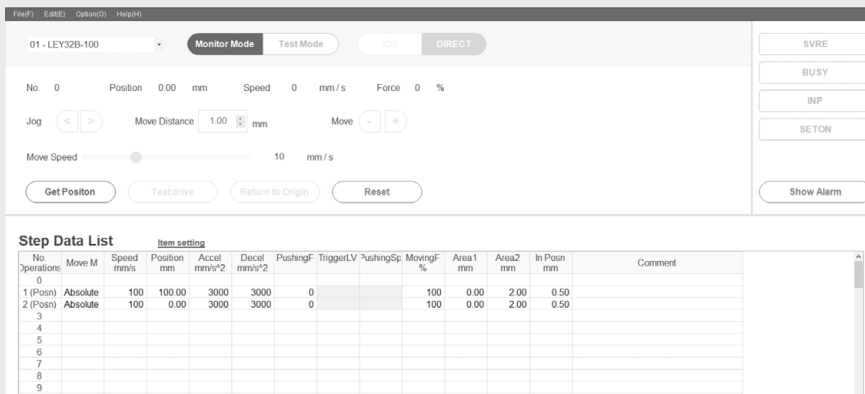 File(F) Edit(E) Option(O) Help(H)
01 - LEY32B-100 Monitor Mode Test Mode JOG DIRECT
SVRE
BUSY
INP
SETON
No. 0 Position 0.00 mm Speed 0 mm / s Force 0 %
Jog < > Move Distance 1.00 mm Move - +
Move Speed 10 mm / s
Get Positon Test drive Return to Origin Reset Show Alarm
Step Data List Item setting
No. Move M Speed Position Accel Decel PushingF TriggerLV PushingSp MovingF Area1 Area2 In Posn Comment
Operations mm/s mm mm/s^2 mm/s^2 % mm mm mm
0
1 (Posn) Absolute 100 100.00 3000 3000 0 100 0.00 2.00 0.50
2 (Posn) Absolute 100 0.00 3000 3000 0 100 0.00 2.00 0.50
3
4
5
6
7
8
9